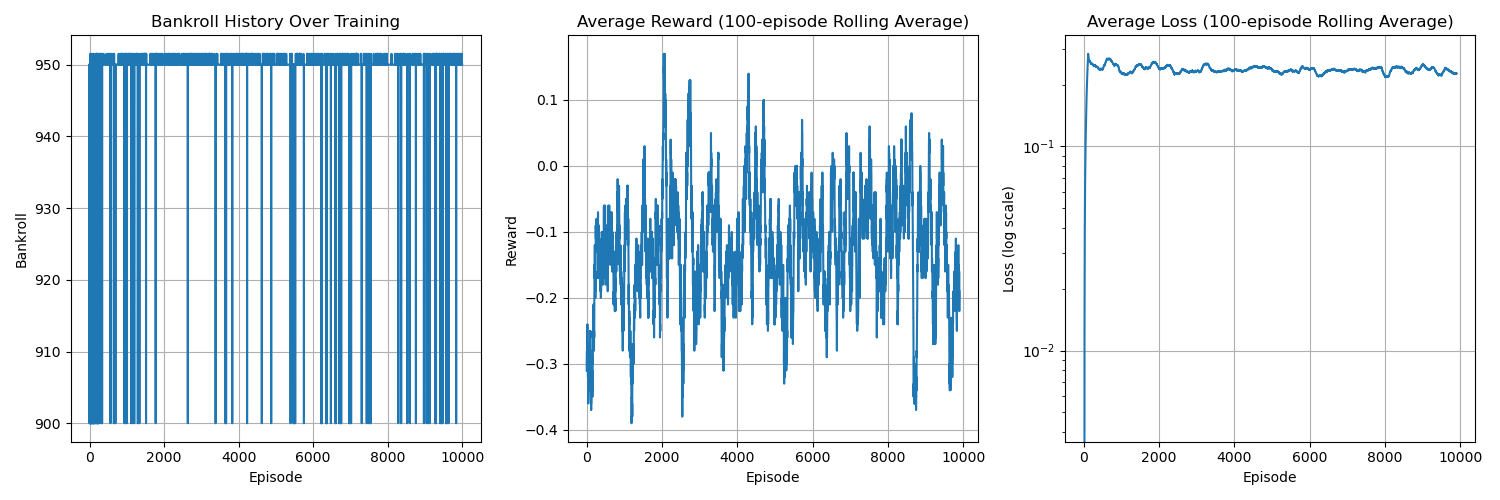 Bankroll History Over Training
Bankroll
950
940
930
920
910
900
0 2000 4000 6000 8000 10000
Episode
Average Reward (100-episode Rolling Average)
Reward
0.1
0.0
−0.1
−0.2
−0.3
−0.4
0 2000 4000 6000 8000 10000
Episode
Average Loss (100-episode Rolling Average)
Loss (log scale)
10⁻¹
10⁻²
0 2000 4000 6000 8000 10000
Episode